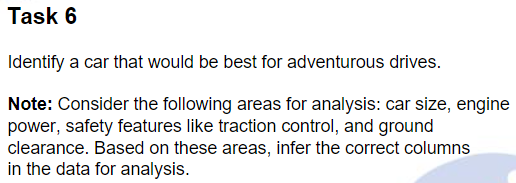 Task 6
Identify a car that would be best for adventurous drives.
Note: Consider the following areas for analysis: car size, engine
power, safety features like traction control, and ground
clearance. Based on these areas, infer the correct columns
in the data for analysis.